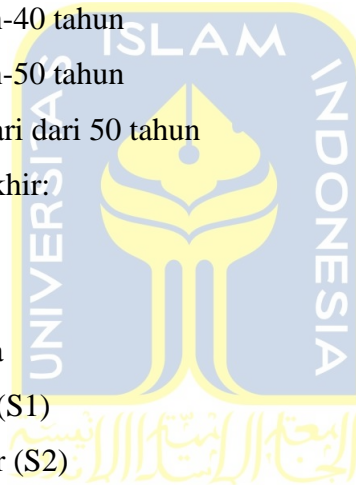 -40 tahun
-50 tahun
ari dari 50 tahun
khir:
a
(S1)
r (S2)
ISLAM
UNIVERSITAS
INDONESIA